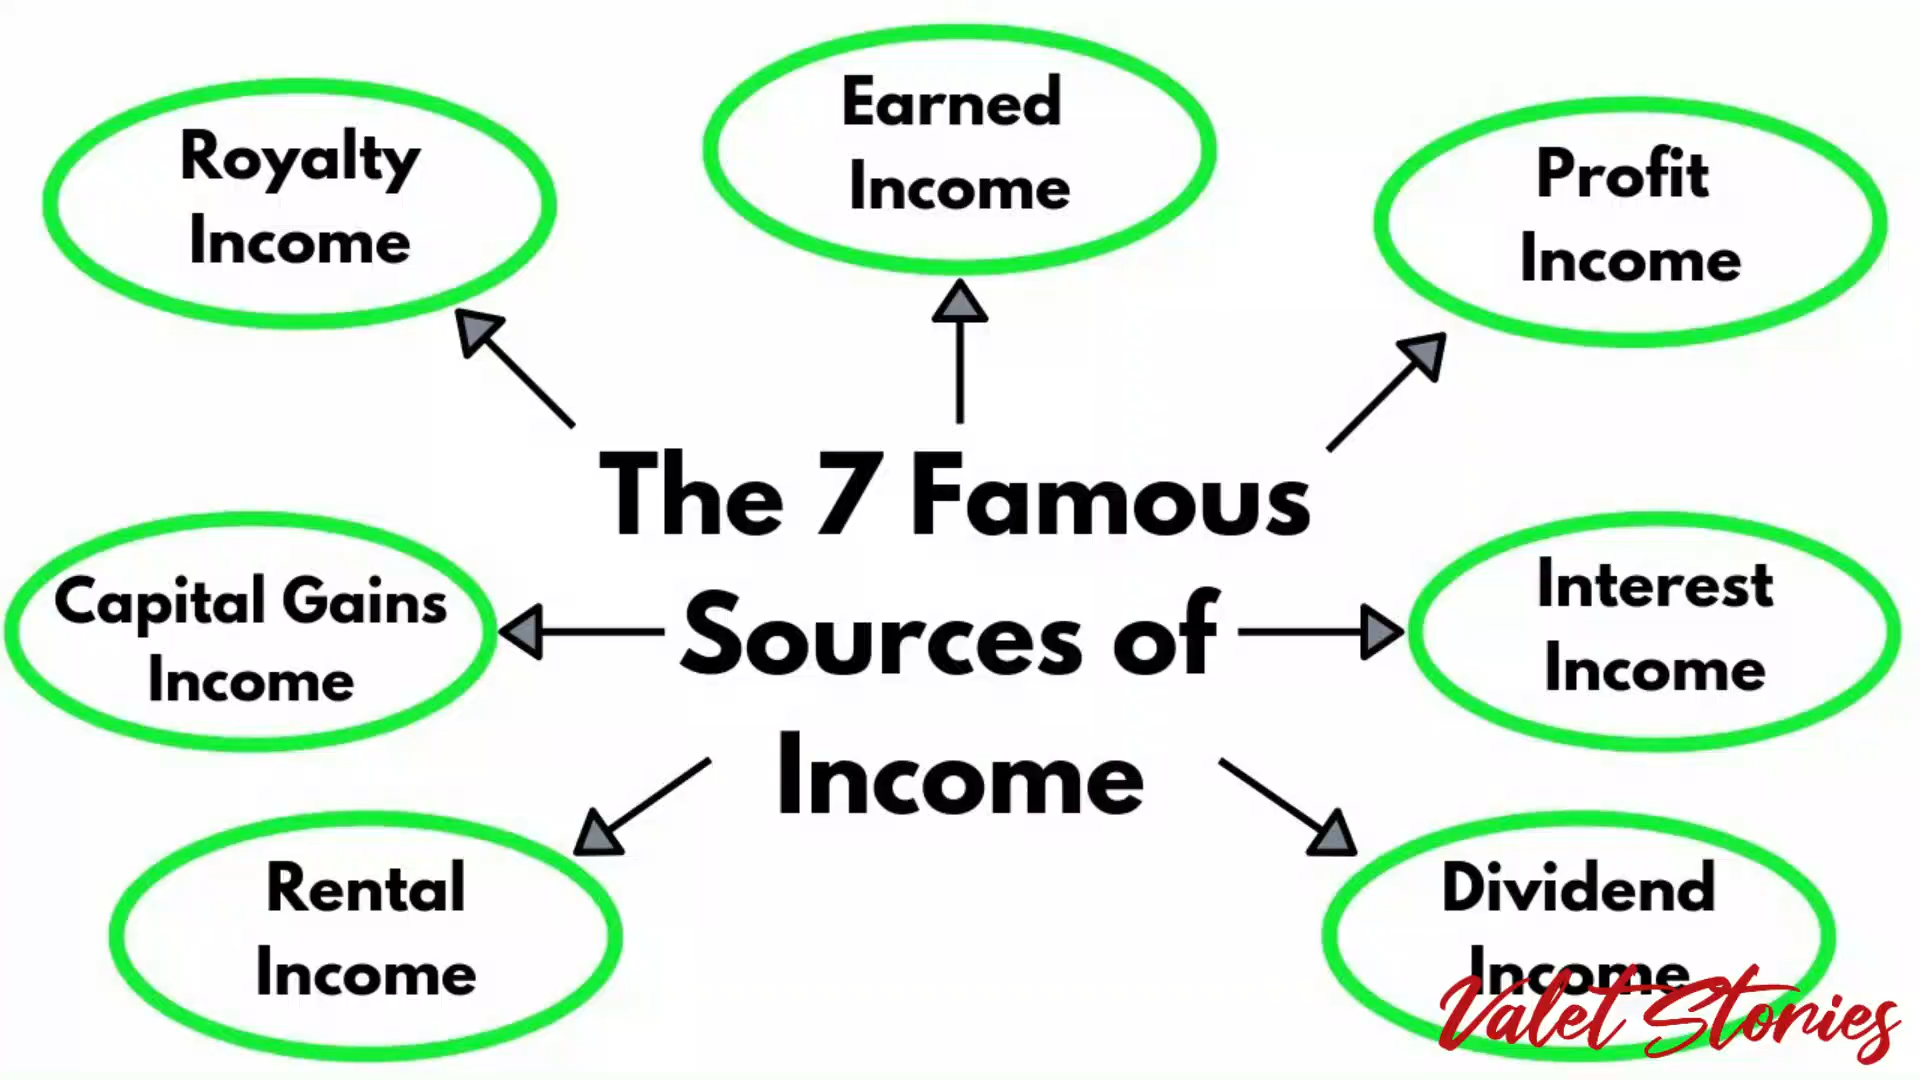 Earned
Income
Royalty
Income
Profit
Income
The 7 Famous
Sources of
Income
Capital Gains
Income
Interest
Income
Rental
Income
Dividend
Income
Valet Stories